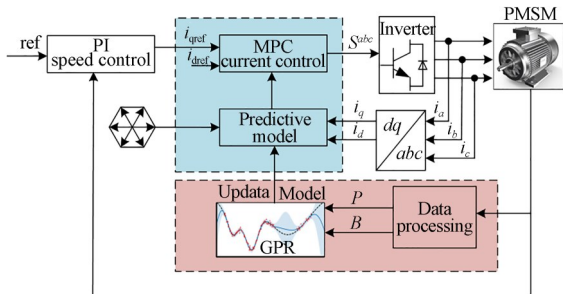 ref
PI
speed control
iqref
idref
MPC
current control
Sabc
Inverter
PMSM
Predictive
model
iq
id
dq
abc
ia
ib
ic
Updata Model
GPR
P
B
Data
processing